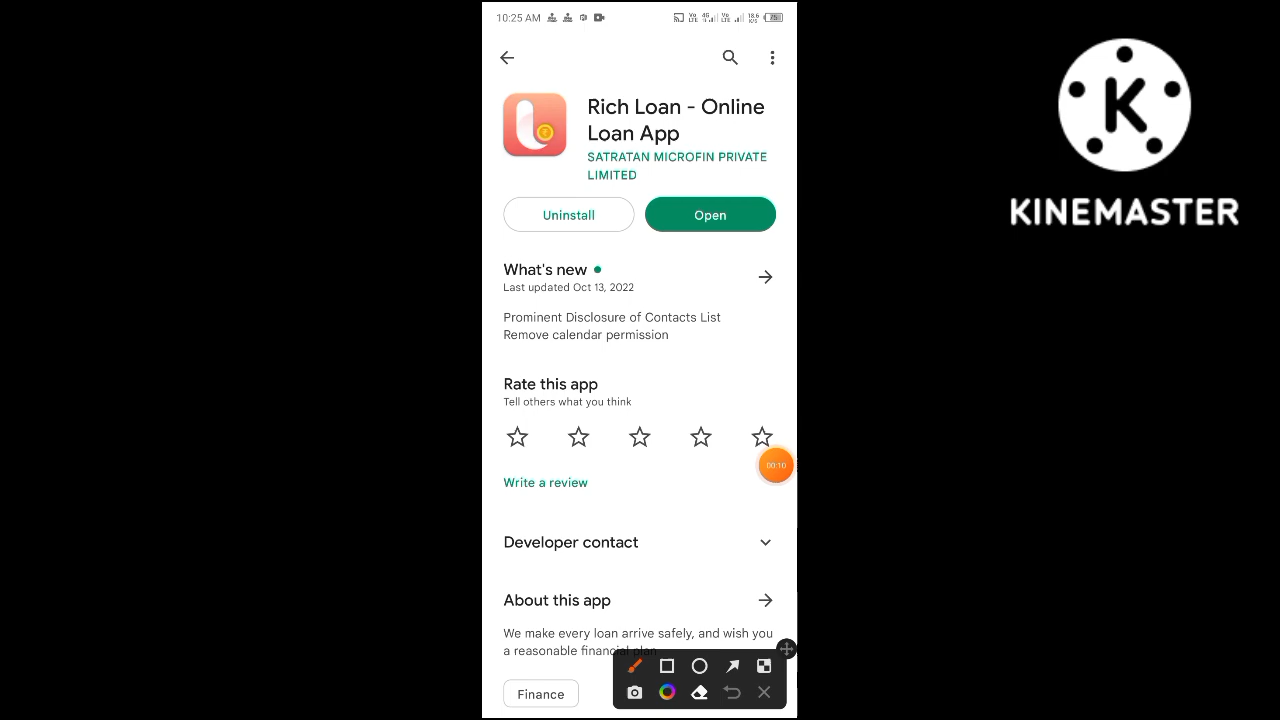 10:25 AM
Rich Loan - Online
Loan App
SATRATAN MICROFIN PRIVATE
LIMITED
Uninstall
Open
What's new
Last updated Oct 13, 2022
Prominent Disclosure of Contacts List
Remove calendar permission
Rate this app
Tell others what you think
00:10
Write a review
Developer contact
About this app
We make every loan arrive safely, and wish you
a reasonable financial plan
Finance
K
KINEMASTER